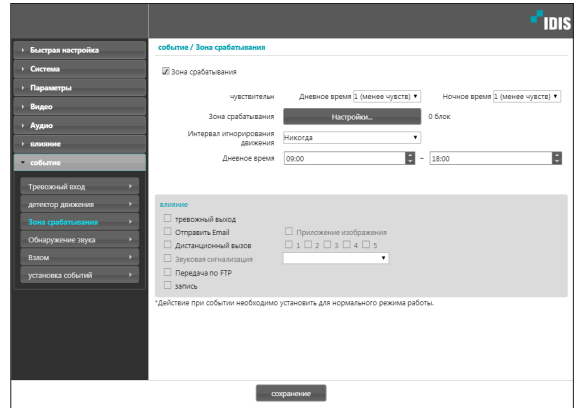 IDIS
Быстрая настройка
Система
Параметры
Видео
Аудио
влияние
событие
Тревожный вход
детектор движения
Зона срабатывания
Обнаружение звука
Взлом
установка событий
событие / Зона срабатывания
Зона срабатывания
чувствительн Дневное время 1 (менее чувств) Ночное время 1 (менее чувств)
Зона срабатывания Настройки... 0 блок
Интервал игнорирования
движения Никогда
Дневное время 09:00 ~ 18:00
влияние
тревожный выход
Отправить Email Приложение изображения
Дистанционный вызов 1 2 3 4 5
Звуковая сигнализация
Передача по FTP
запись
*Действие при событии необходимо установить для нормального режима работы.
сохранение